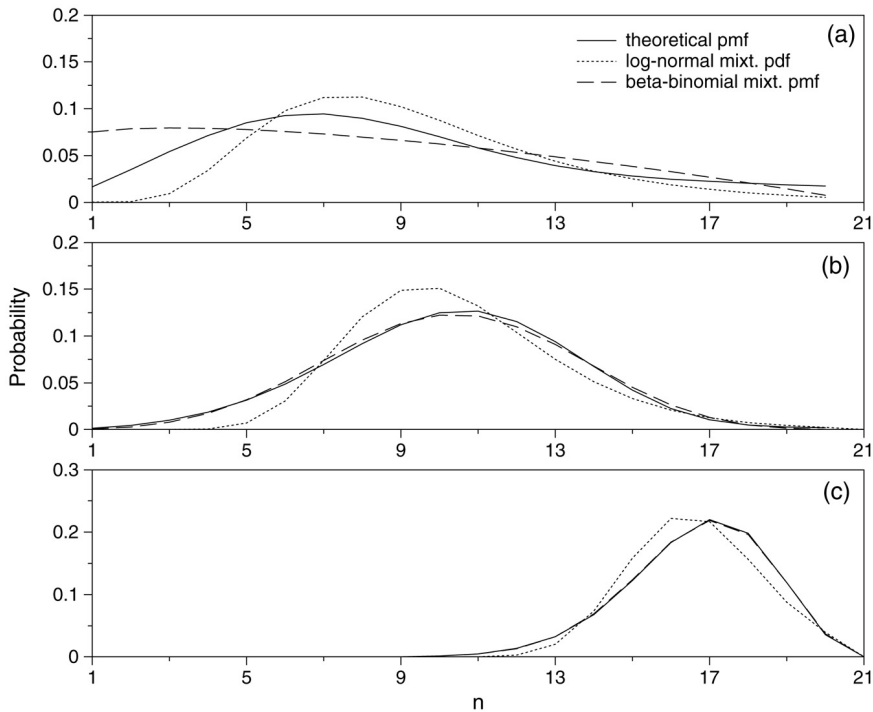 0.2
(a)
theoretical pmf
log-normal mixt. pdf
beta-binomial mixt. pmf
0.15
0.1
0.05
0
1 5 9 13 17 21
0.2
(b)
0.15
0.1
0.05
0
1 5 9 13 17 21
Probability
0.3
(c)
0.2
0.1
0
1 5 9 13 17 21
n